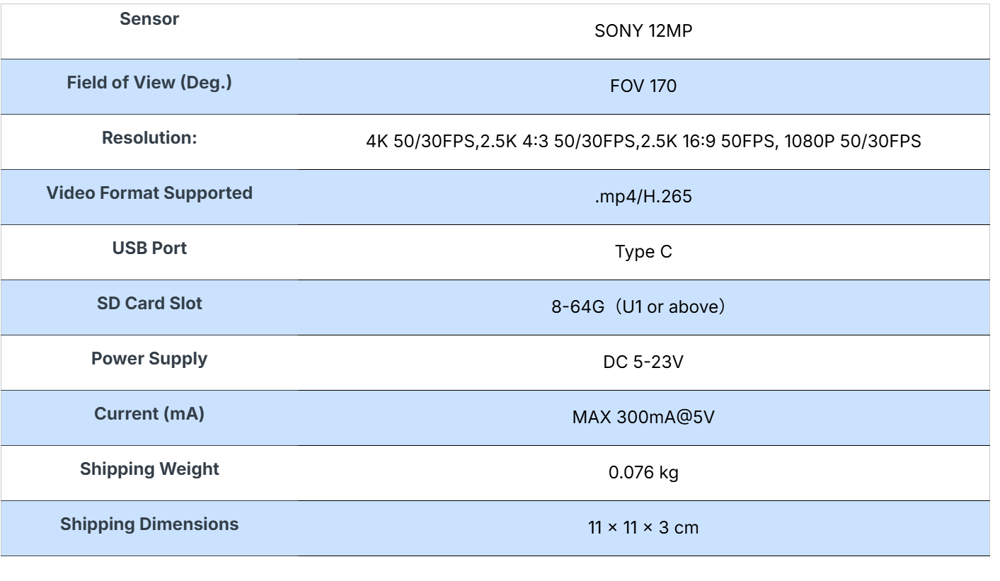 Sensor
SONY 12MP
Field of View (Deg.)
FOV 170
Resolution:
4K 50/30FPS,2.5K 4:3 50/30FPS,2.5K 16:9 50FPS, 1080P 50/30FPS
Video Format Supported
.mp4/H.265
USB Port
Type C
SD Card Slot
8-64G（U1 or above）
Power Supply
DC 5-23V
Current (mA)
MAX 300mA@5V
Shipping Weight
0.076 kg
Shipping Dimensions
11 × 11 × 3 cm